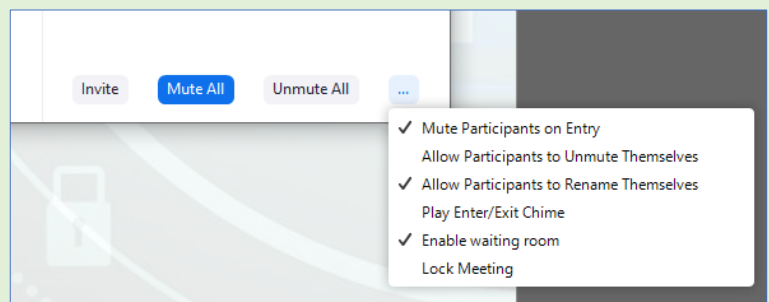 Invite Mute All Unmute All ...
✓ Mute Participants on Entry
Allow Participants to Unmute Themselves
✓ Allow Participants to Rename Themselves
Play Enter/Exit Chime
✓ Enable waiting room
Lock Meeting